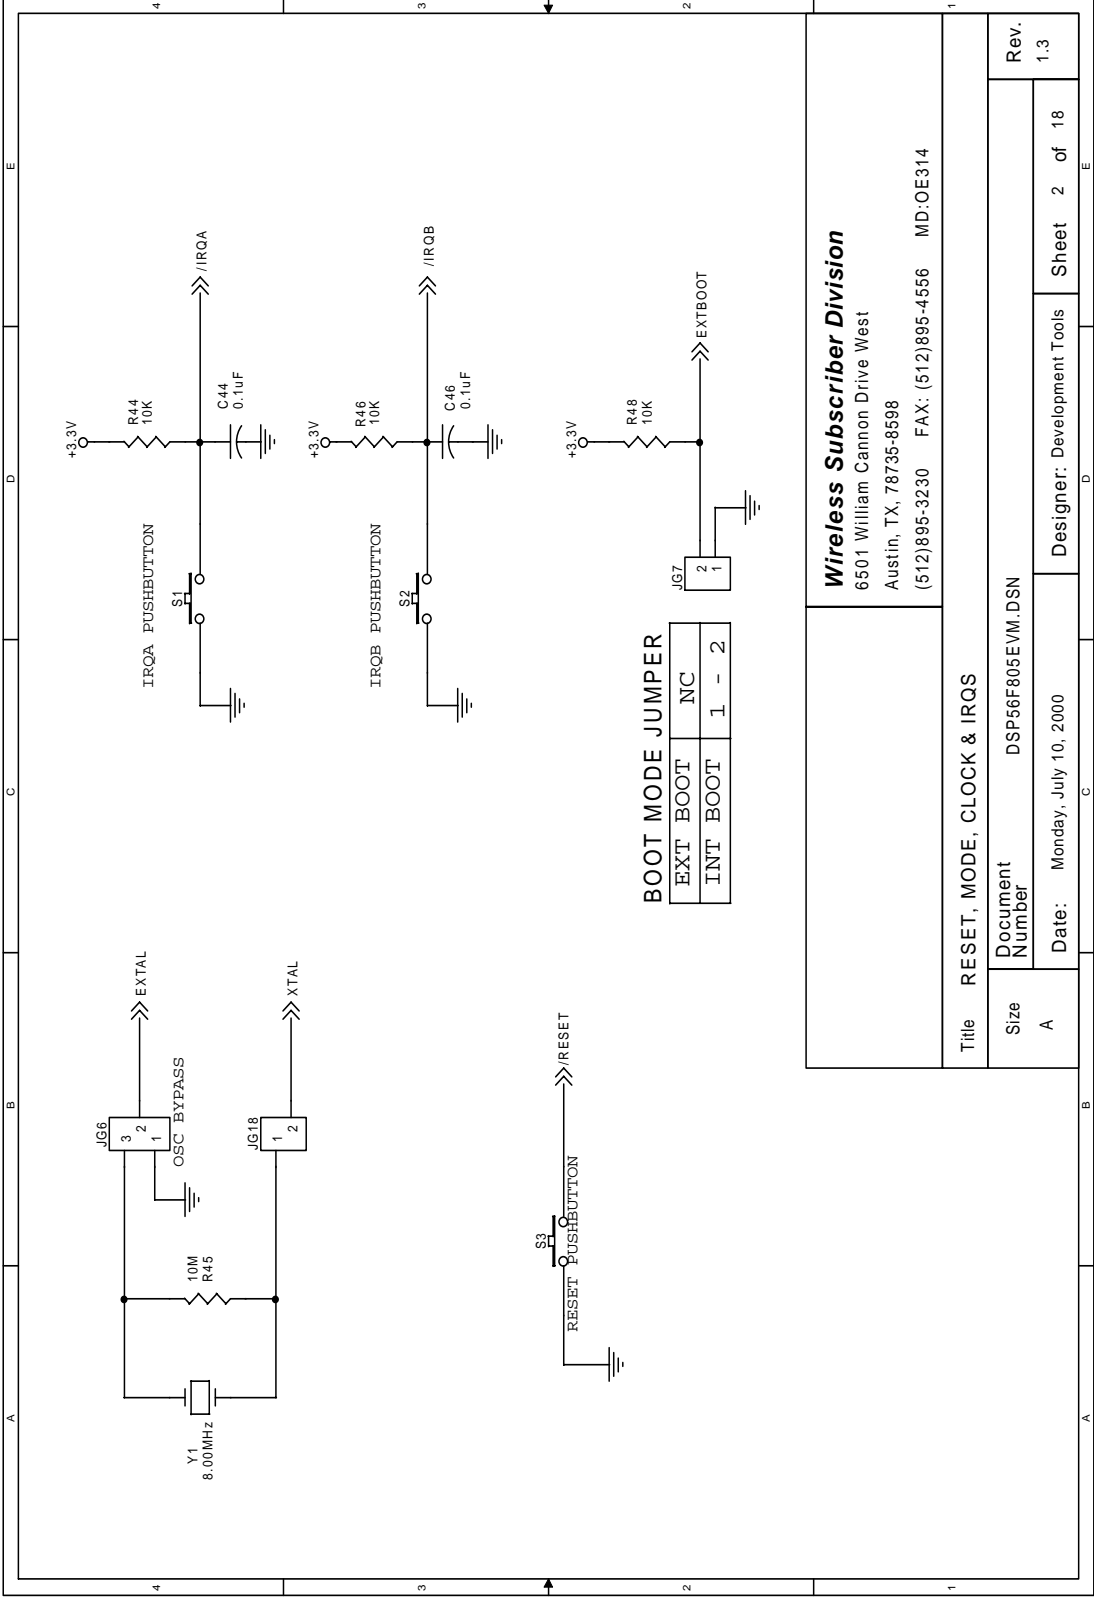 A
B
C
D
E
4
4
Y1
8.00MHz
10M
R45
JG6
3
2
1
OSC BYPASS
EXTAL
JG18
1
2
XTAL
IRQA PUSHBUTTON
S1
+3.3V
R44
10K
C44
0.1uF
/IRQA
3
3
IRQB PUSHBUTTON
S2
+3.3V
R46
10K
C46
0.1uF
/IRQB
S3
RESET PUSHBUTTON
/RESET
2
2
BOOT MODE JUMPER
EXT BOOT NC
INT BOOT 1 - 2
JG7
2
1
+3.3V
R48
10K
EXTBOOT
1
1
Wireless Subscriber Division
6501 William Cannon Drive West
Austin, TX, 78735-8598
(512)895-3230 FAX: (512)895-4556 MD:OE314
Title RESET, MODE, CLOCK & IRQS
Size
A
Document
Number
DSP56F805EVM.DSN
Rev.
1.3
Date: Monday, July 10, 2000
Designer: Development Tools
Sheet 2 of 18
A
B
C
D
E